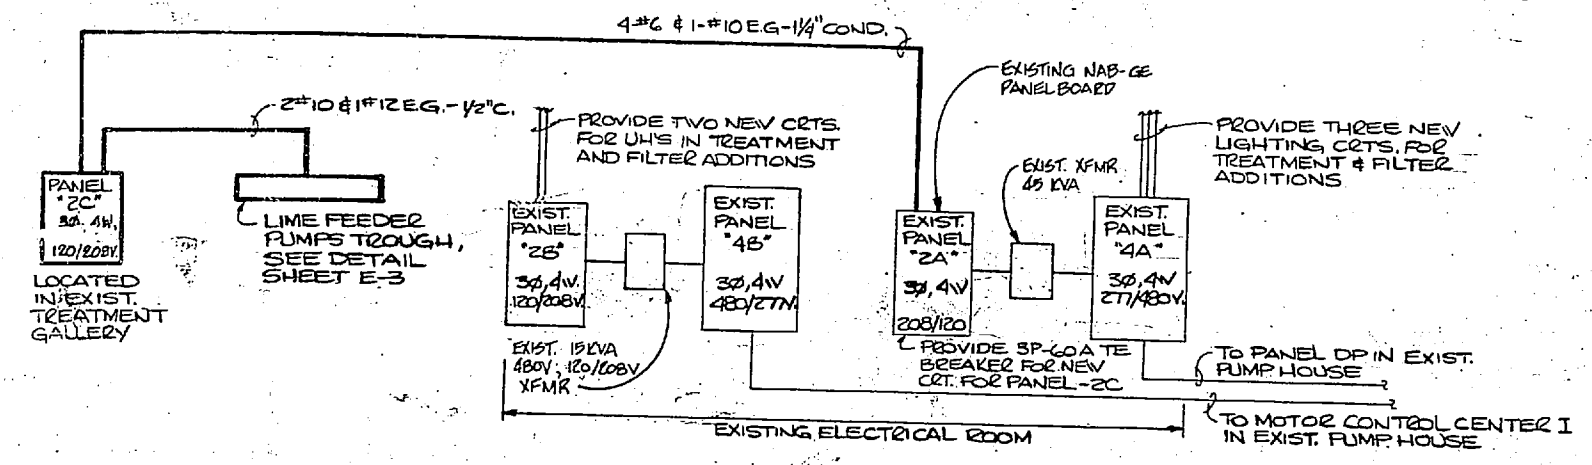 4-#6 & 1-#10 E.G-1¼" COND.
2#10 & 1#12 E.G.-½"C.
PANEL
"2C"
3Ø. 4W,
120/208V.
LOCATED
IN EXIST.
TREATMENT
GALLERY
LIME FEEDER
PUMPS TROUGH,
SEE DETAIL
SHEET E-3
PROVIDE TWO NEW CRTS.
FOR UH'S IN TREATMENT
AND FILTER ADDITIONS
EXIST.
PANEL
"2B"
3Ø,4W.
120/208V.
EXIST. 15KVA
480V; 120/208V
XFMR.
EXIST.
PANEL
"4B"
3Ø,4W
480/277V.
EXISTING NAB-GE
PANELBOARD
EXIST.
PANEL
"2A"
3Ø,4W
208/120
PROVIDE 3P-60A TE
BREAKER FOR NEW
CRT. FOR PANEL-2C
EXIST. XFMR
45 KVA
EXIST.
PANEL
"4A"
3Ø,4W
277/480V.
PROVIDE THREE NEW
LIGHTING CRTS. FOR
TREATMENT & FILTER
ADDITIONS
TO PANEL DP IN EXIST.
PUMP HOUSE
TO MOTOR CONTROL CENTER I
IN EXIST. PUMP HOUSE
EXISTING ELECTRICAL ROOM